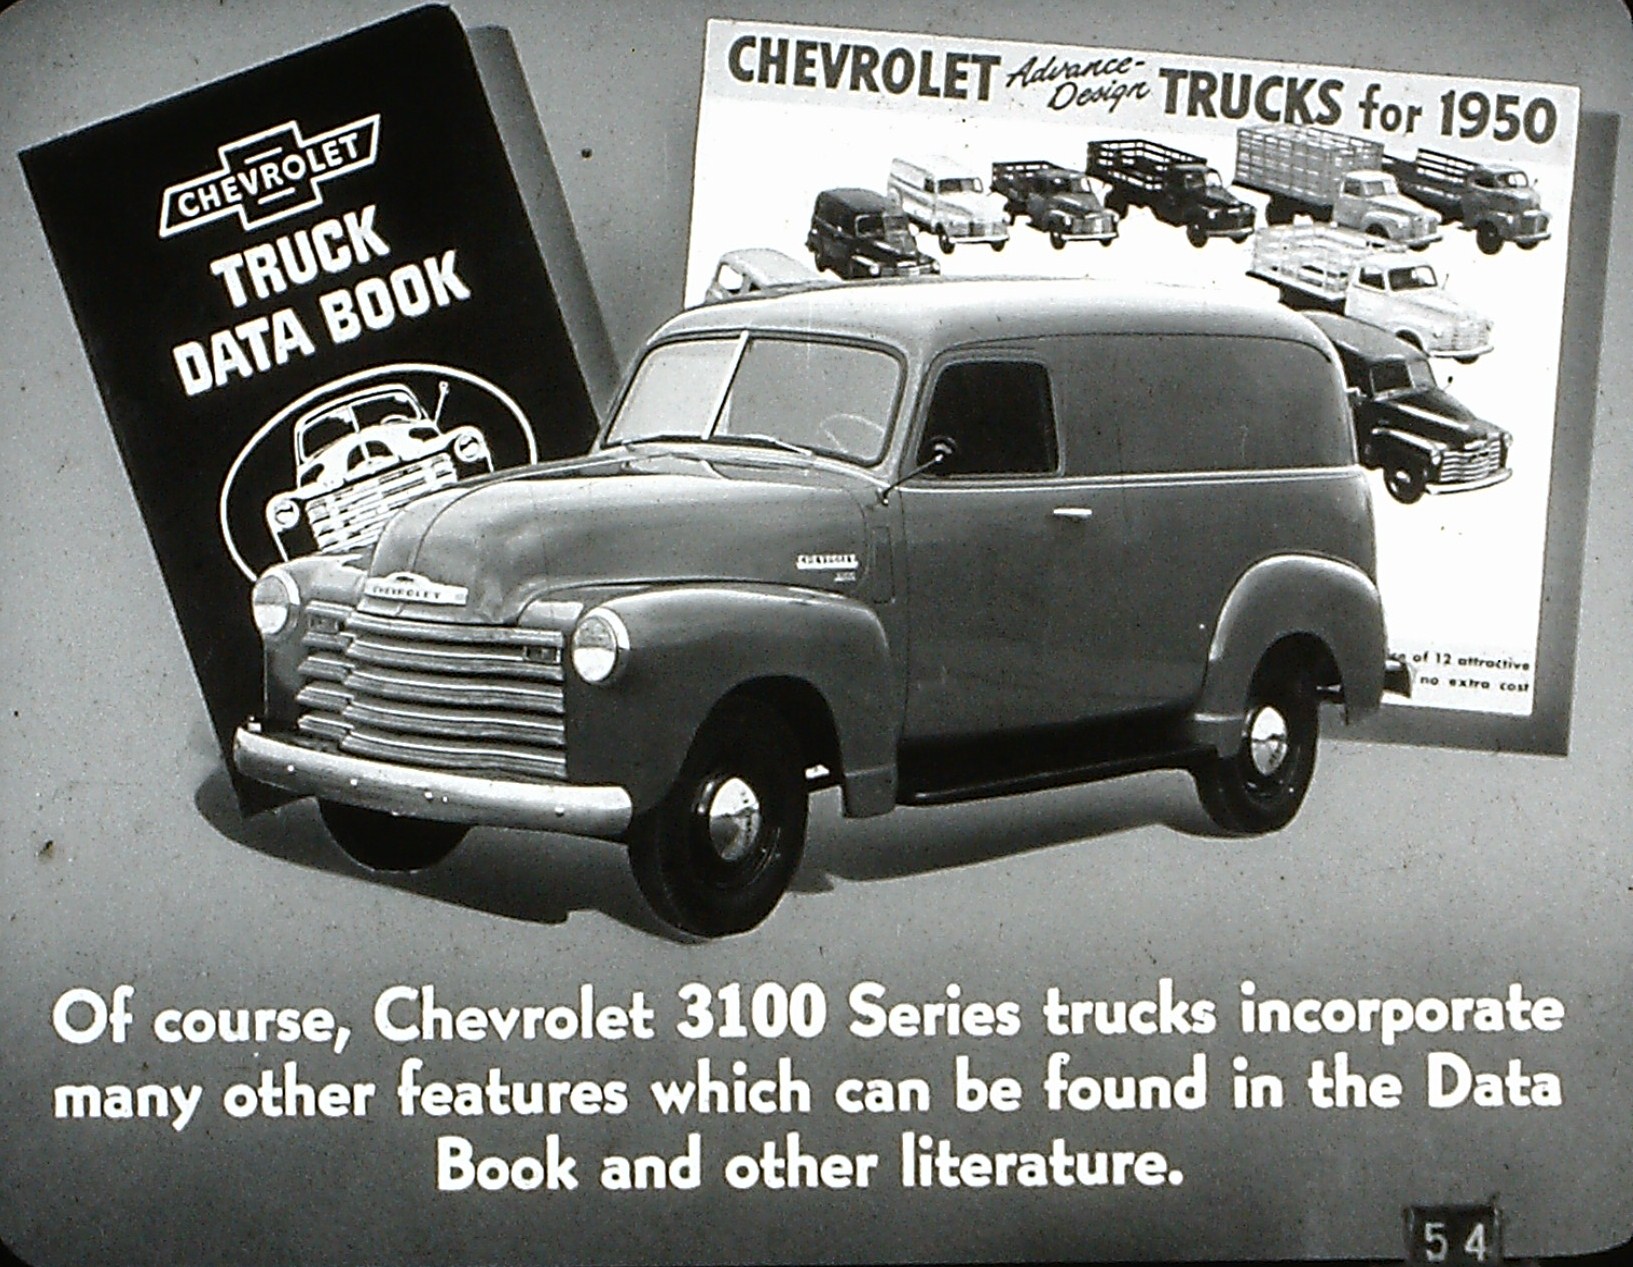 CHEVROLET
TRUCK
DATA BOOK
CHEVROLET Advance-Design TRUCKS for 1950
CHEVROLET
CHEVROLET
of 12 attractive
no extra cost
Of course, Chevrolet 3100 Series trucks incorporate
many other features which can be found in the Data
Book and other literature.
54